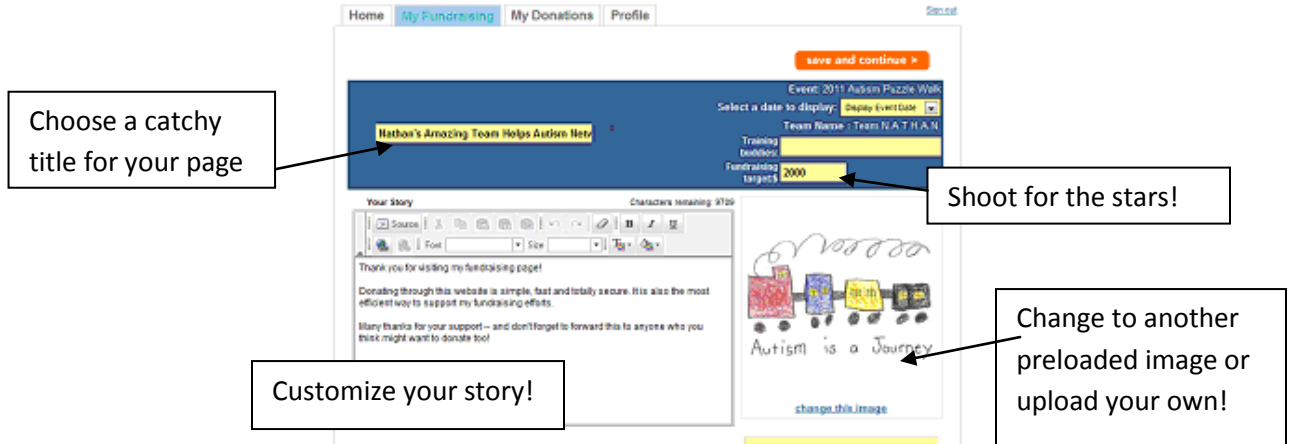 Home My Fundraising My Donations Profile Sign out
save and continue >
Event: 2011 Autism Puzzle Walk
Select a date to display: Display Event Date
Team Name : Team N.A.T.H.A.N.
Nathan's Amazing Team Helps Autism Netw
Training
buddies:
Fundraising
target:$ 2000
Choose a catchy
title for your page
Shoot for the stars!
Your Story Characters remaining: 9709
Source B I U
Font Size
Thank you for visiting my fundraising page!
Donating through this website is simple, fast and totally secure. It is also the most
efficient way to support my fundraising efforts.
Many thanks for your support -- and don't forget to forward this to anyone who you
think might want to donate too!
Customize your story!
Autism is a Journey
change this image
Change to another
preloaded image or
upload your own!